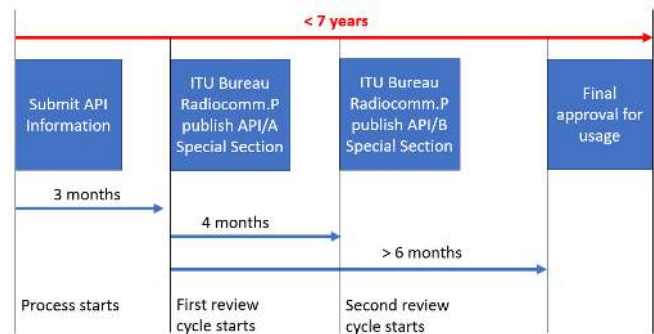 < 7 years
Submit API
Information
ITU Bureau
Radiocomm.P
publish API/A
Special Section
ITU Bureau
Radiocomm.P
publish API/B
Special Section
Final
approval for
usage
3 months
4 months
> 6 months
Process starts
First review
cycle starts
Second review
cycle starts